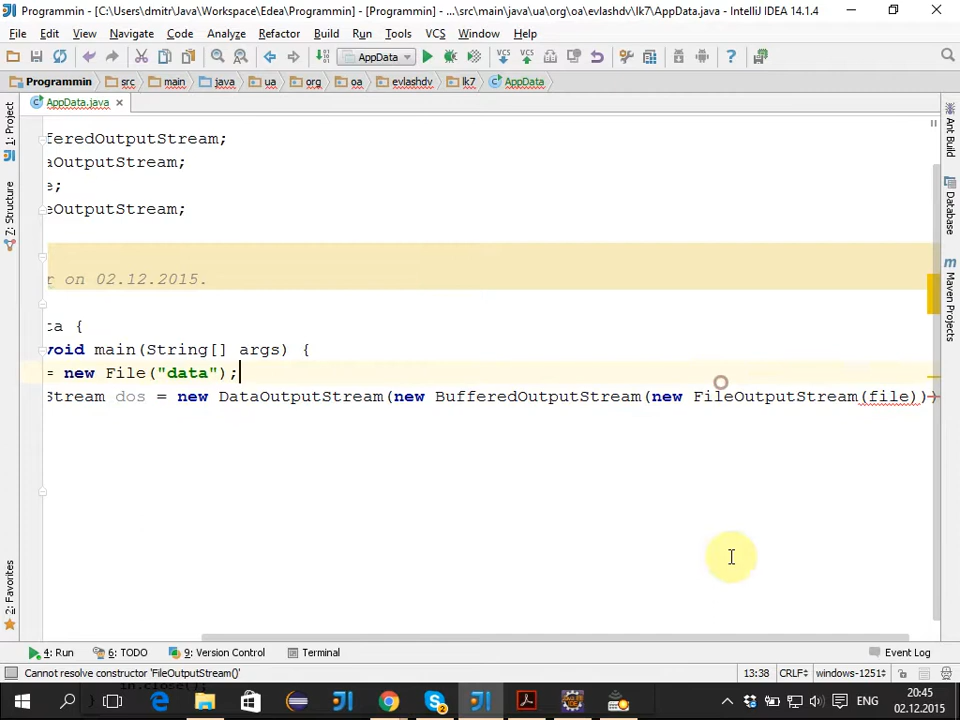 Programmin - [C:\Users\dmitr\Java\Workspace\Edea\Programmin] - [Programmin] - ...\src\main\java\ua\org\oa\evlashdv\lk7\AppData.java - IntelliJ IDEA 14.1.4
File Edit View Navigate Code Analyze Refactor Build Run Tools VCS Window Help
AppData
Programmin src main java ua org oa evlashdv lk7 AppData
AppData.java
1: Project
7: Structure
2: Favorites
Ant Build
Database
Maven Projects
feredOutputStream;
aOutputStream;
e;
eOutputStream;
r on 02.12.2015.
ta {
void main(String[] args) {
= new File("data");
Stream dos = new DataOutputStream(new BufferedOutputStream(new FileOutputStream(file))
4: Run 6: TODO 9: Version Control Terminal Event Log
Cannot resolve constructor 'FileOutputStream()' 13:38 CRLF windows-1251
in.close();
ENG
20:45
02.12.2015